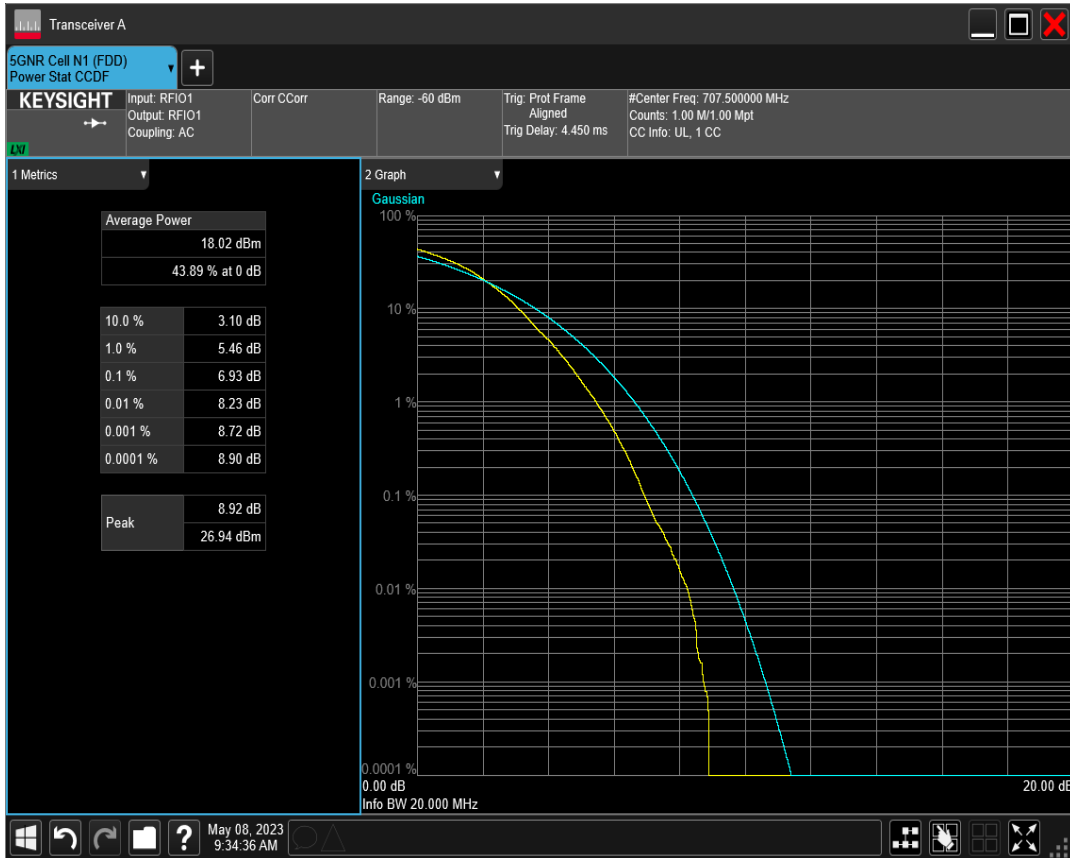 Transceiver A
5GNR Cell N1 (FDD)
Power Stat CCDF
KEYSIGHT
LXI
Input: RFIO1
Output: RFIO1
Coupling: AC
Corr CCorr
Range: -60 dBm
Trig: Prot Frame
Aligned
Trig Delay: 4.450 ms
#Center Freq: 707.500000 MHz
Counts: 1.00 M/1.00 Mpt
CC Info: UL, 1 CC
1 Metrics
Average Power
18.02 dBm
43.89 % at 0 dB
10.0 % 3.10 dB
1.0 % 5.46 dB
0.1 % 6.93 dB
0.01 % 8.23 dB
0.001 % 8.72 dB
0.0001 % 8.90 dB
Peak
8.92 dB
26.94 dBm
2 Graph
Gaussian
100 %
10 %
1 %
0.1 %
0.01 %
0.001 %
0.0001 %
0.00 dB
20.00 dB
Info BW 20.000 MHz
May 08, 2023
9:34:36 AM